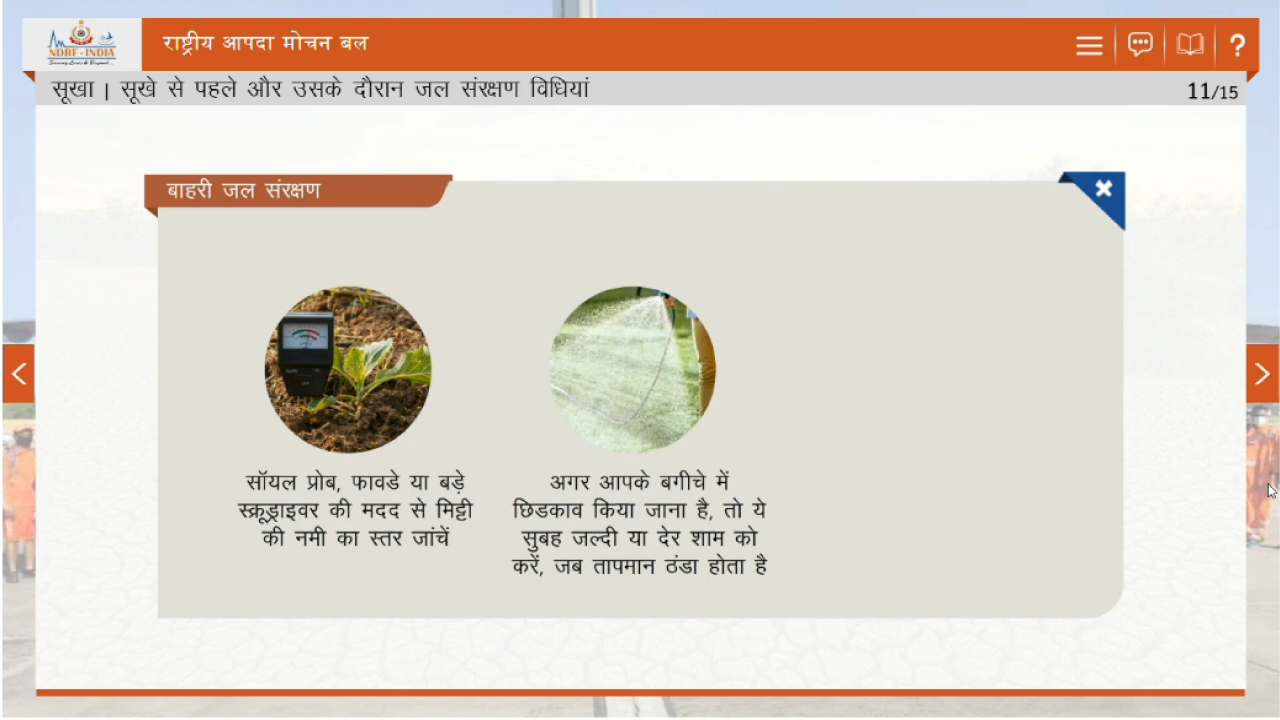 NDRF - INDIA
राष्ट्रीय आपदा मोचन बल
सूखा | सूखे से पहले और उसके दौरान जल संरक्षण विधियां
11/15
बाहरी जल संरक्षण
सॉयल प्रोब, फावडे या बड़े
स्क्रूड्राइवर की मदद से मिट्टी
की नमी का स्तर जांचें
अगर आपके बगीचे में
छिडकाव किया जाना है, तो ये
सुबह जल्दी या देर शाम को
करें, जब तापमान ठंडा होता है